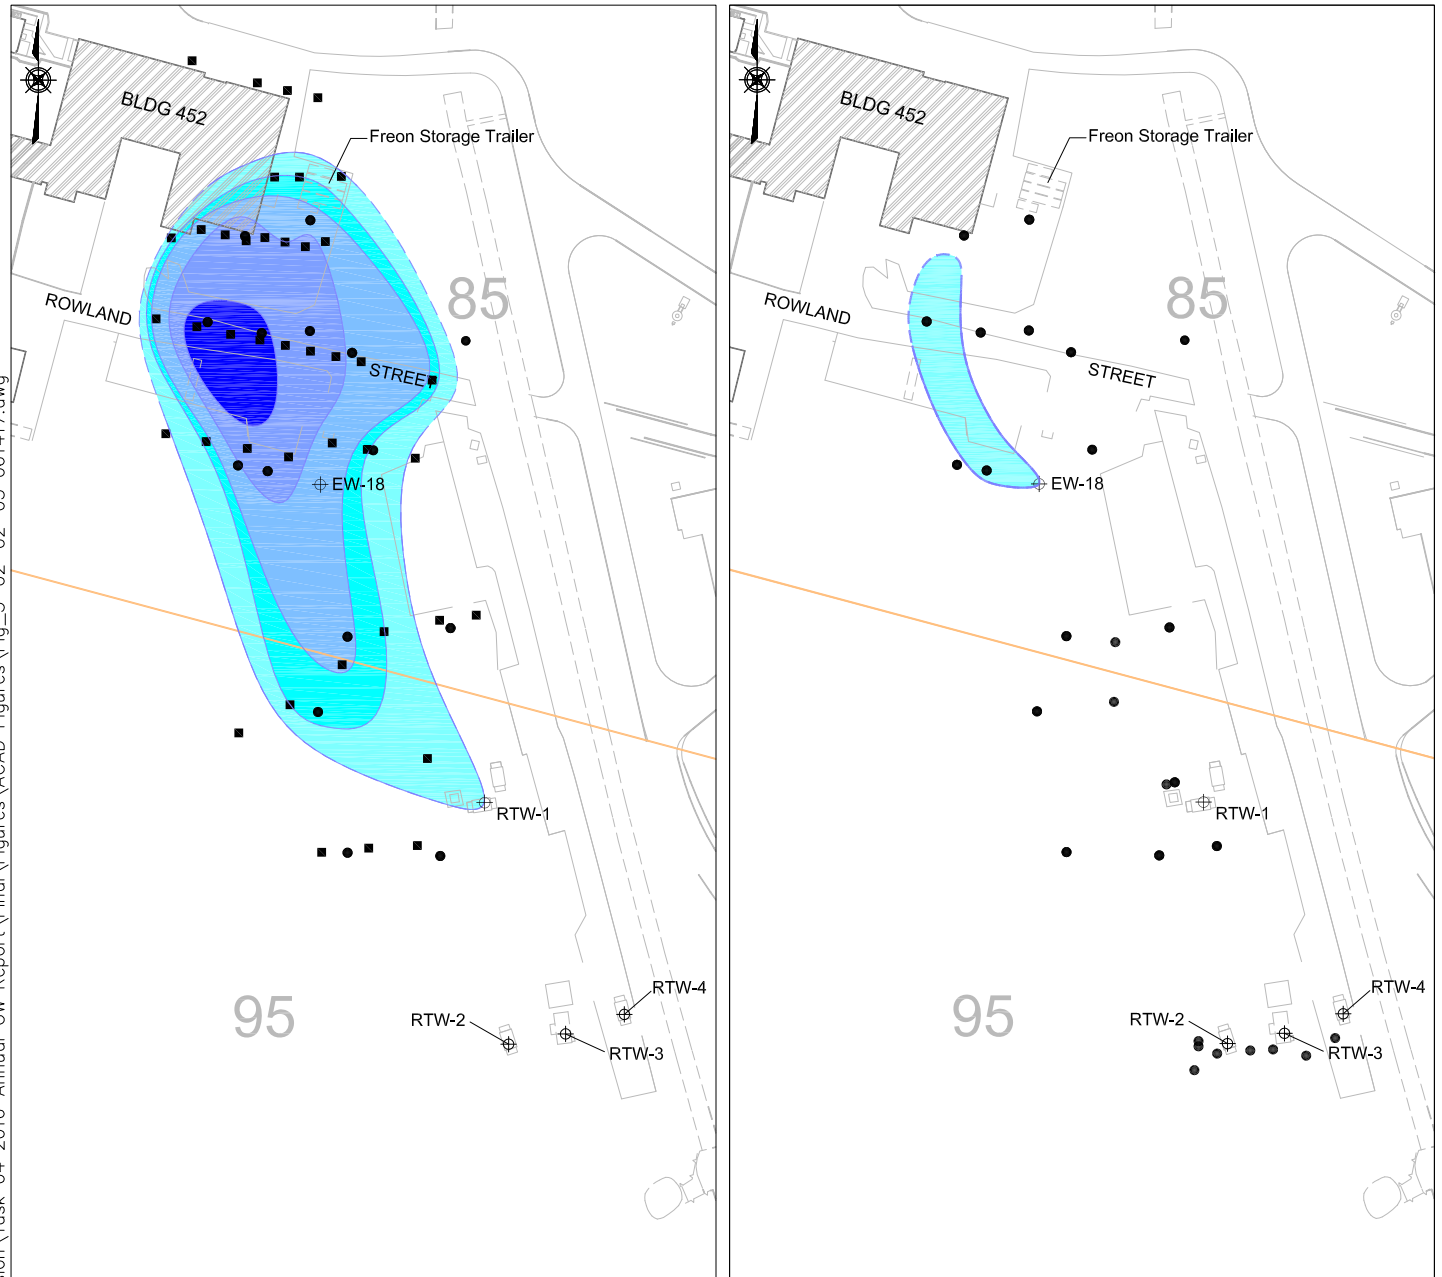 BLDG 452
Freon Storage Trailer
85
ROWLAND
STREE
EW-18
RTW-1
95
RTW-4
RTW-2
RTW-3
BLDG 452
Freon Storage Trailer
85
ROWLAND
STREET
EW-18
RTW-1
95
RTW-4
RTW-2
RTW-3